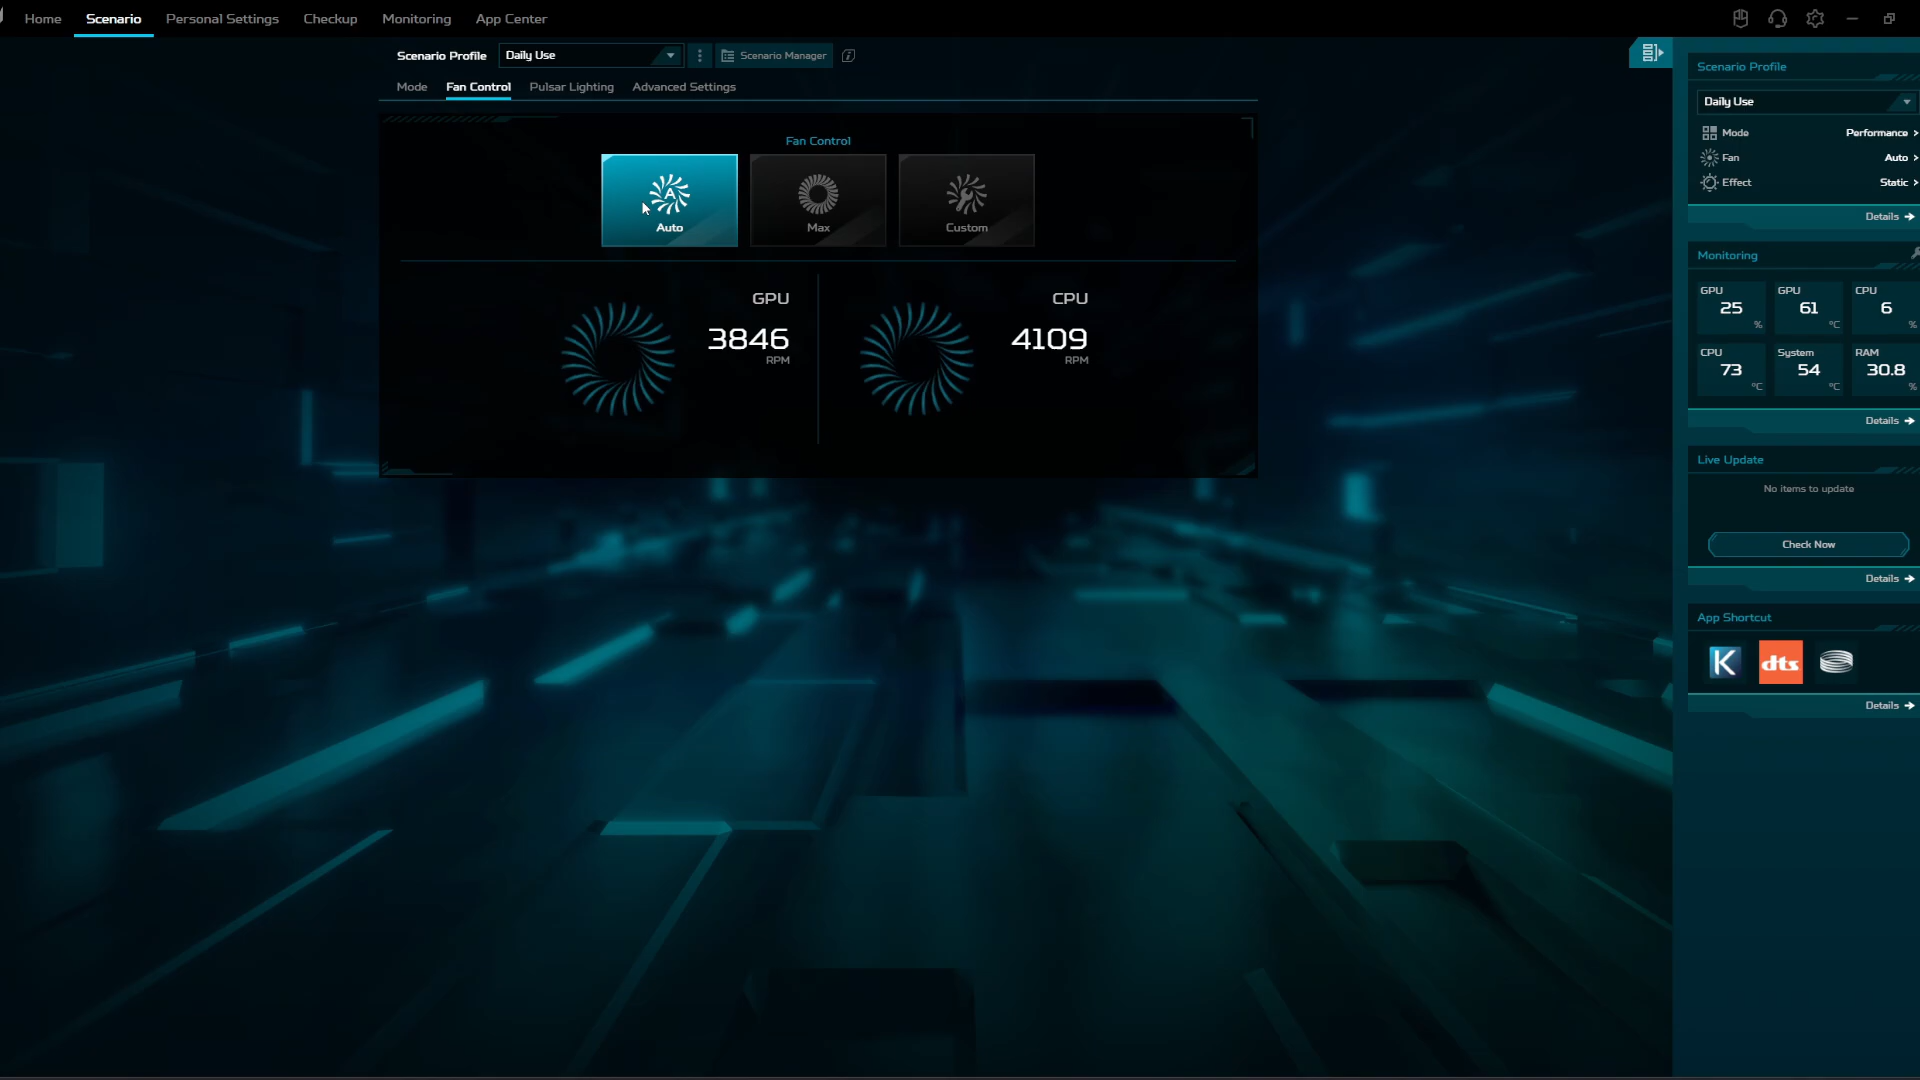 Home Scenario Personal Settings Checkup Monitoring App Center
Scenario Profile Daily Use Scenario Manager
Mode Fan Control Pulsar Lighting Advanced Settings
Fan Control
A
Auto Max Custom
GPU
3846
RPM
CPU
4109
RPM
Scenario Profile
Daily Use
Mode Performance >
Fan Auto >
Effect Static >
Details
Monitoring
GPU GPU CPU
25 61 6
% °C %
CPU System RAM
73 54 30.8
°C °C %
Details
Live Update
No items to update
Check Now
Details
App Shortcut
K dts
Details